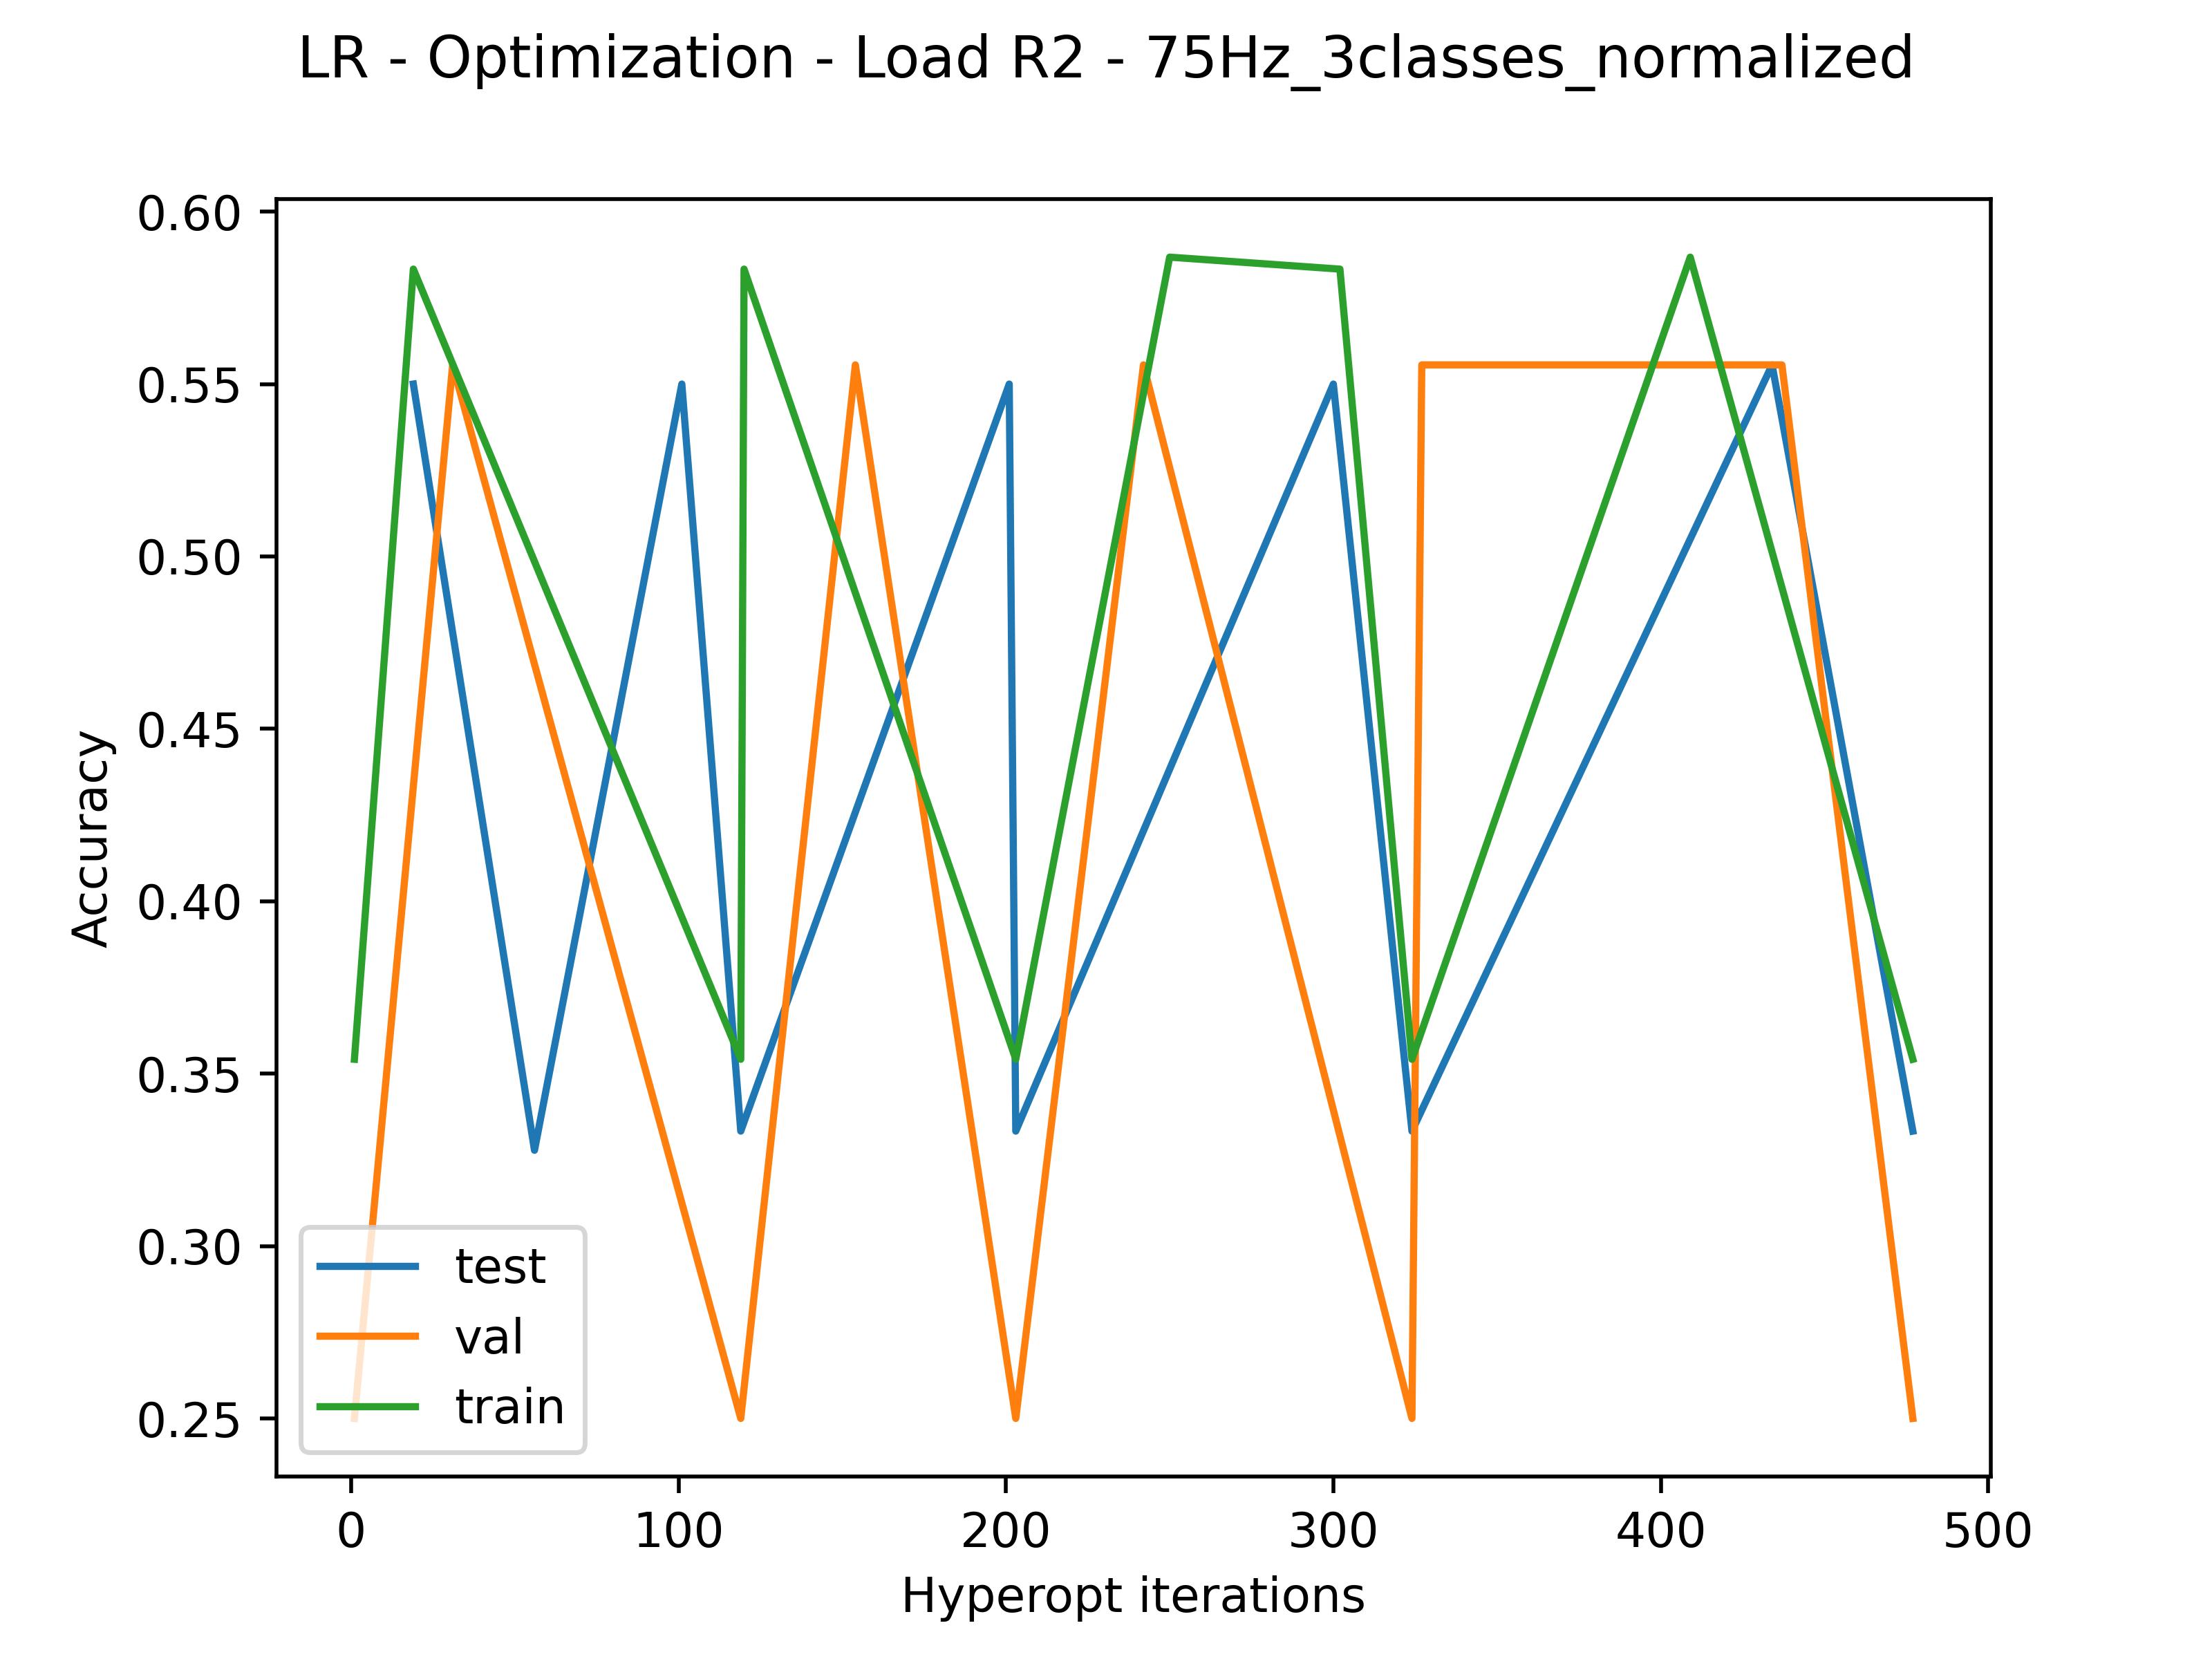 LR - Optimization - Load R2 - 75Hz_3classes_normalized
0.60
0.55
0.50
0.45
0.40
0.35
0.30
0.25
Accuracy
test
val
train
0 100 200 300 400 500
Hyperopt iterations